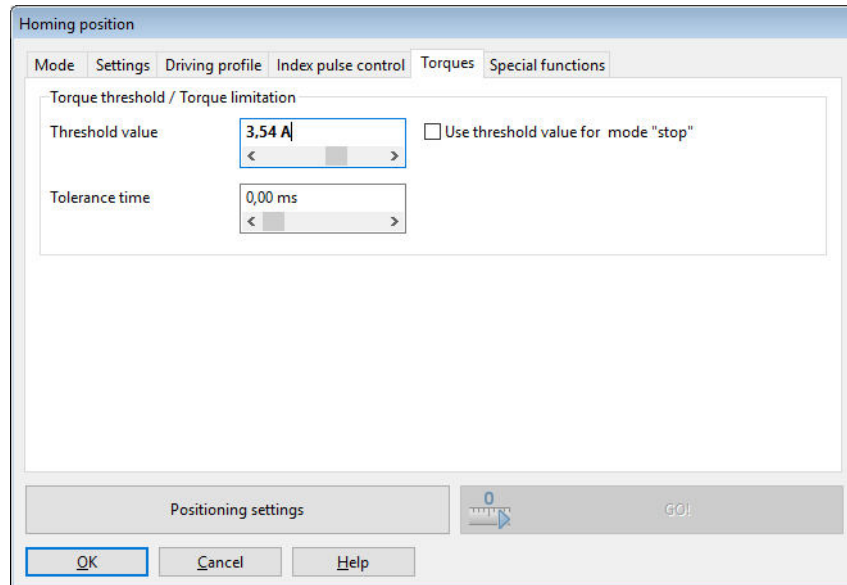 Homing position
Mode Settings Driving profile Index pulse control Torques Special functions
Torque threshold / Torque limitation
Threshold value 3,54 A Use threshold value for mode "stop"
Tolerance time 0,00 ms
Positioning settings 0 GO!
OK Cancel Help